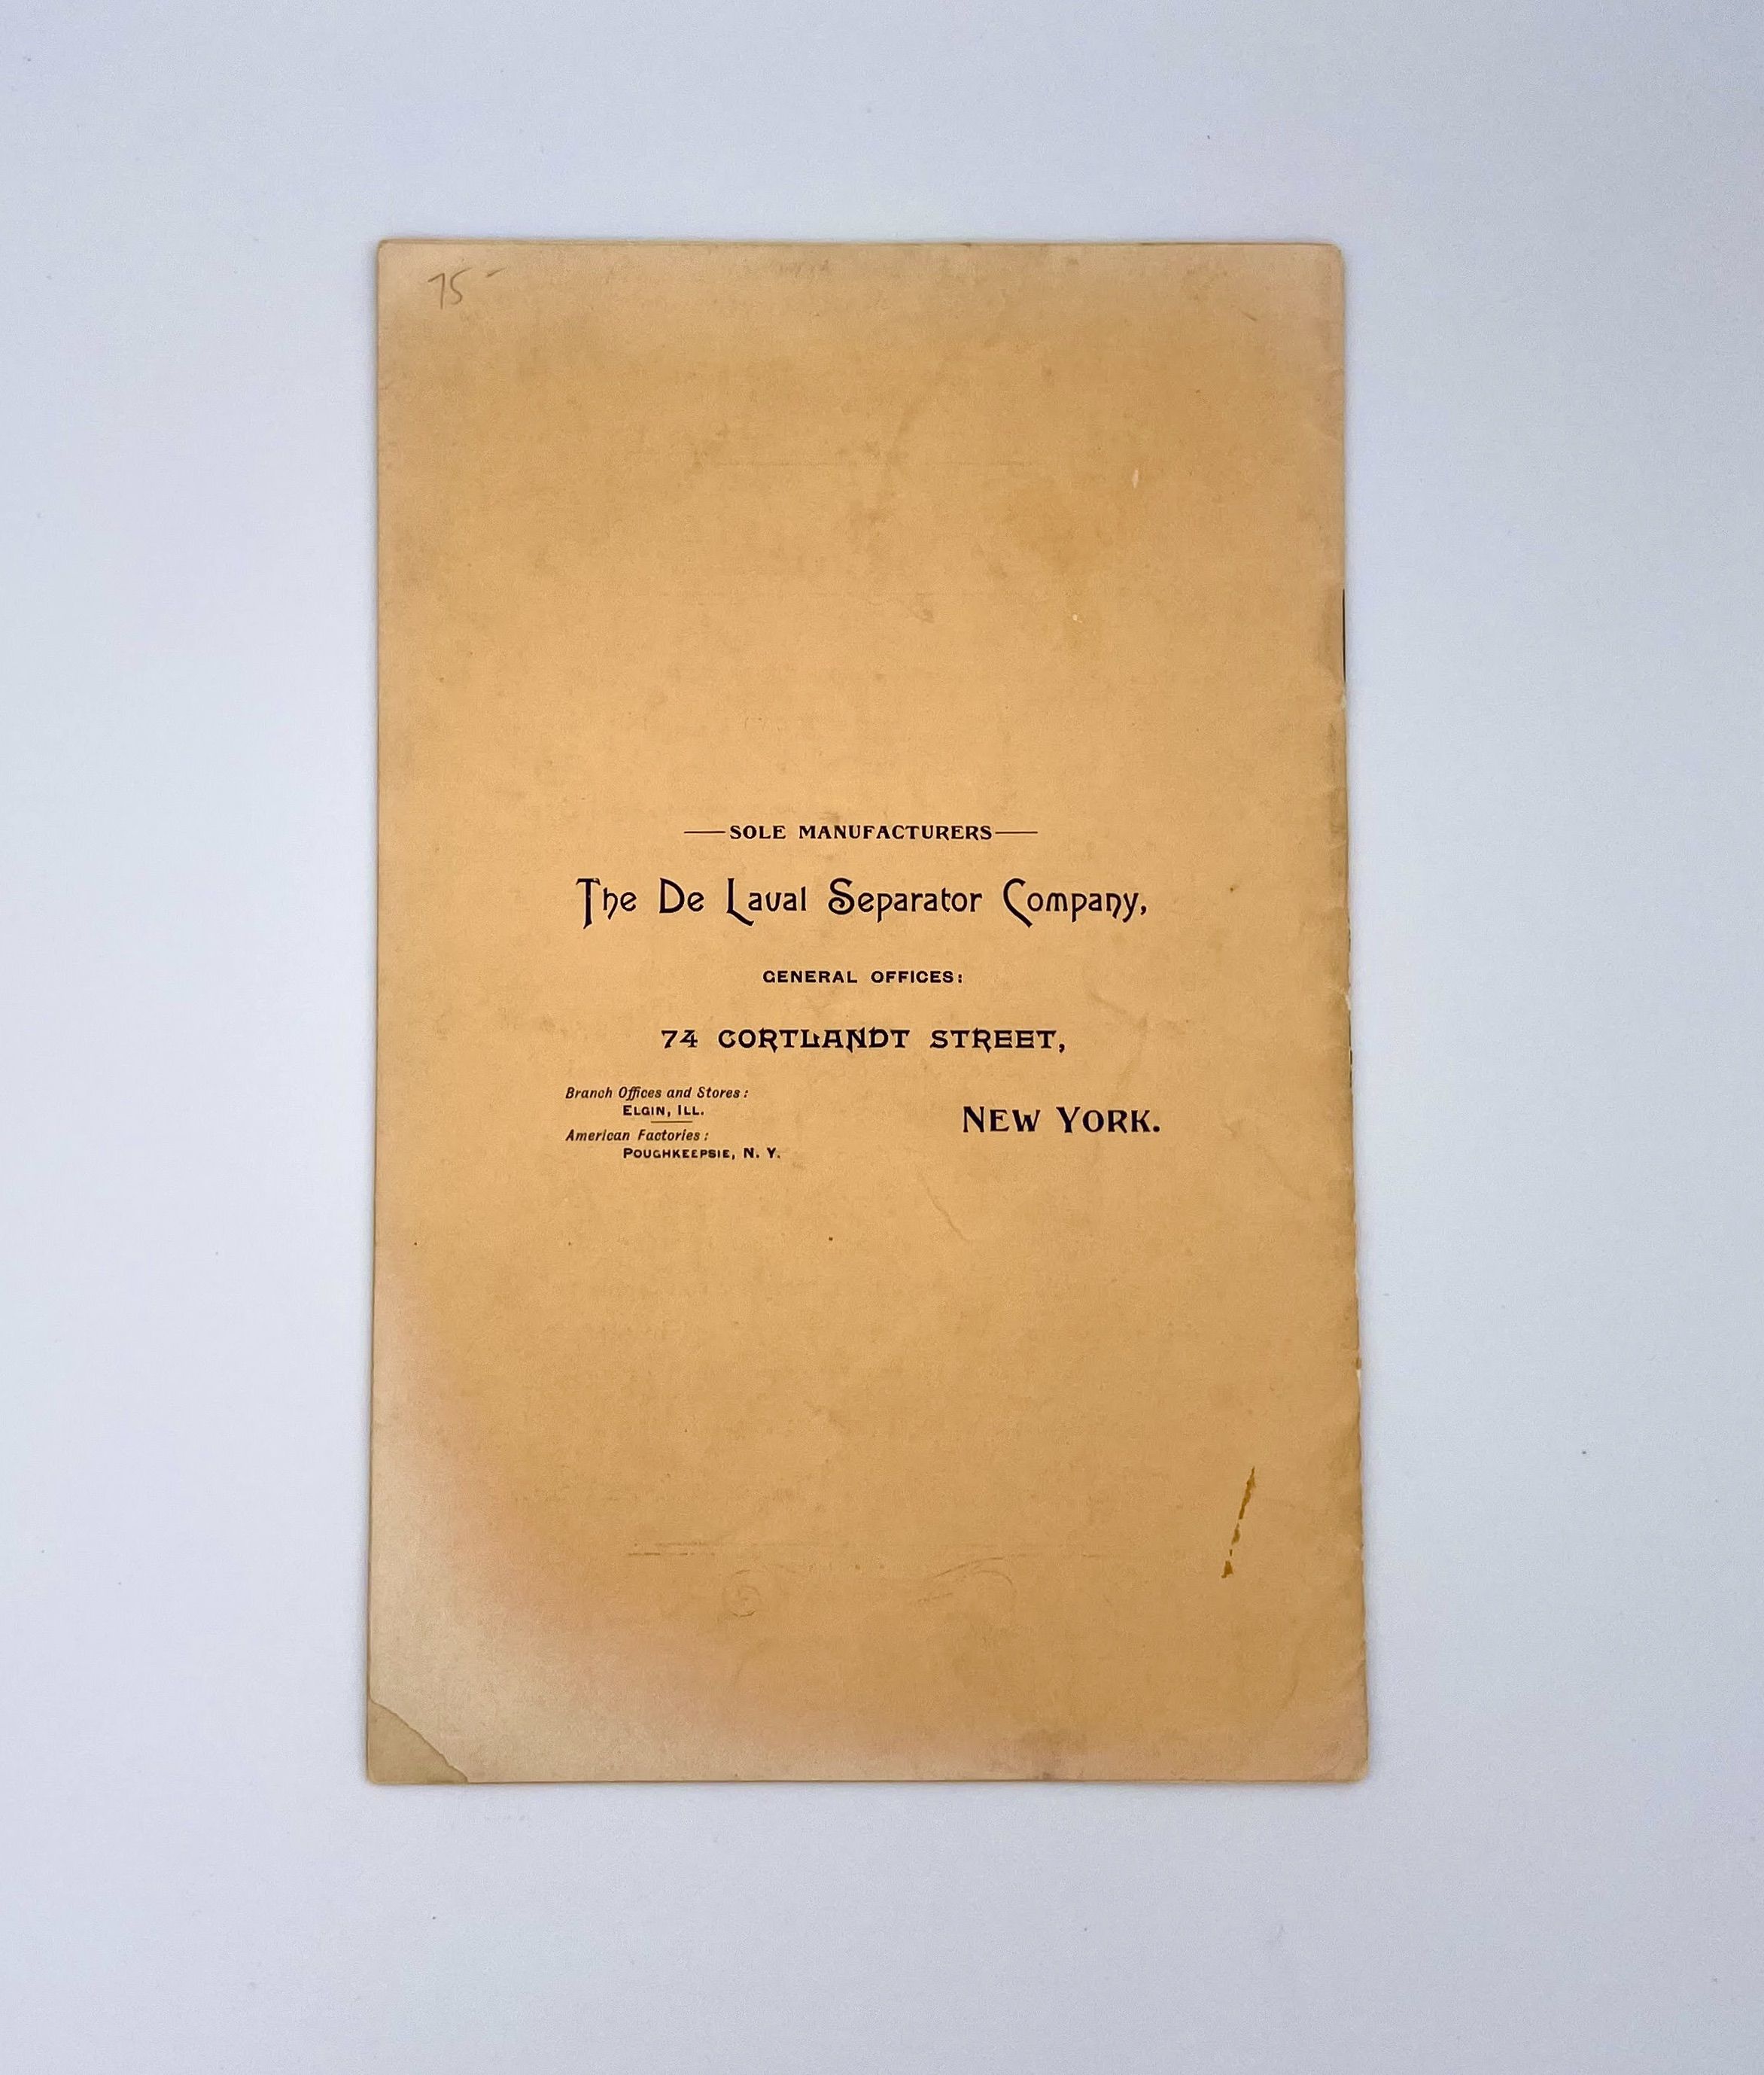 75-
SOLE MANUFACTURERS
The De Laval Separator Company,
GENERAL OFFICES:
74 CORTLANDT STREET,
NEW YORK.
Branch Offices and Stores:
ELGIN, ILL.
American Factories:
POUGHKEEPSIE, N. Y.